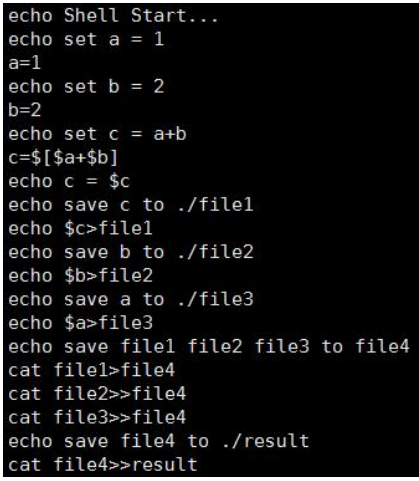 echo Shell Start...
echo set a = 1
a=1
echo set b = 2
b=2
echo set c = a+b
c=$[$a+$b]
echo c = $c
echo save c to ./file1
echo $c>file1
echo save b to ./file2
echo $b>file2
echo save a to ./file3
echo $a>file3
echo save file1 file2 file3 to file4
cat file1>file4
cat file2>>file4
cat file3>>file4
echo save file4 to ./result
cat file4>>result